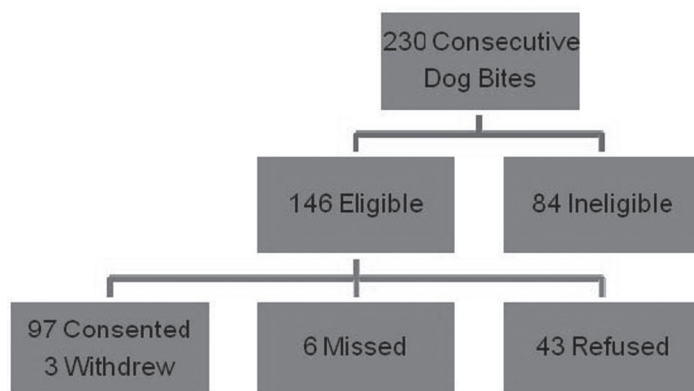 230 Consecutive
Dog Bites
146 Eligible
84 Ineligible
97 Consented
3 Withdrew
6 Missed
43 Refused